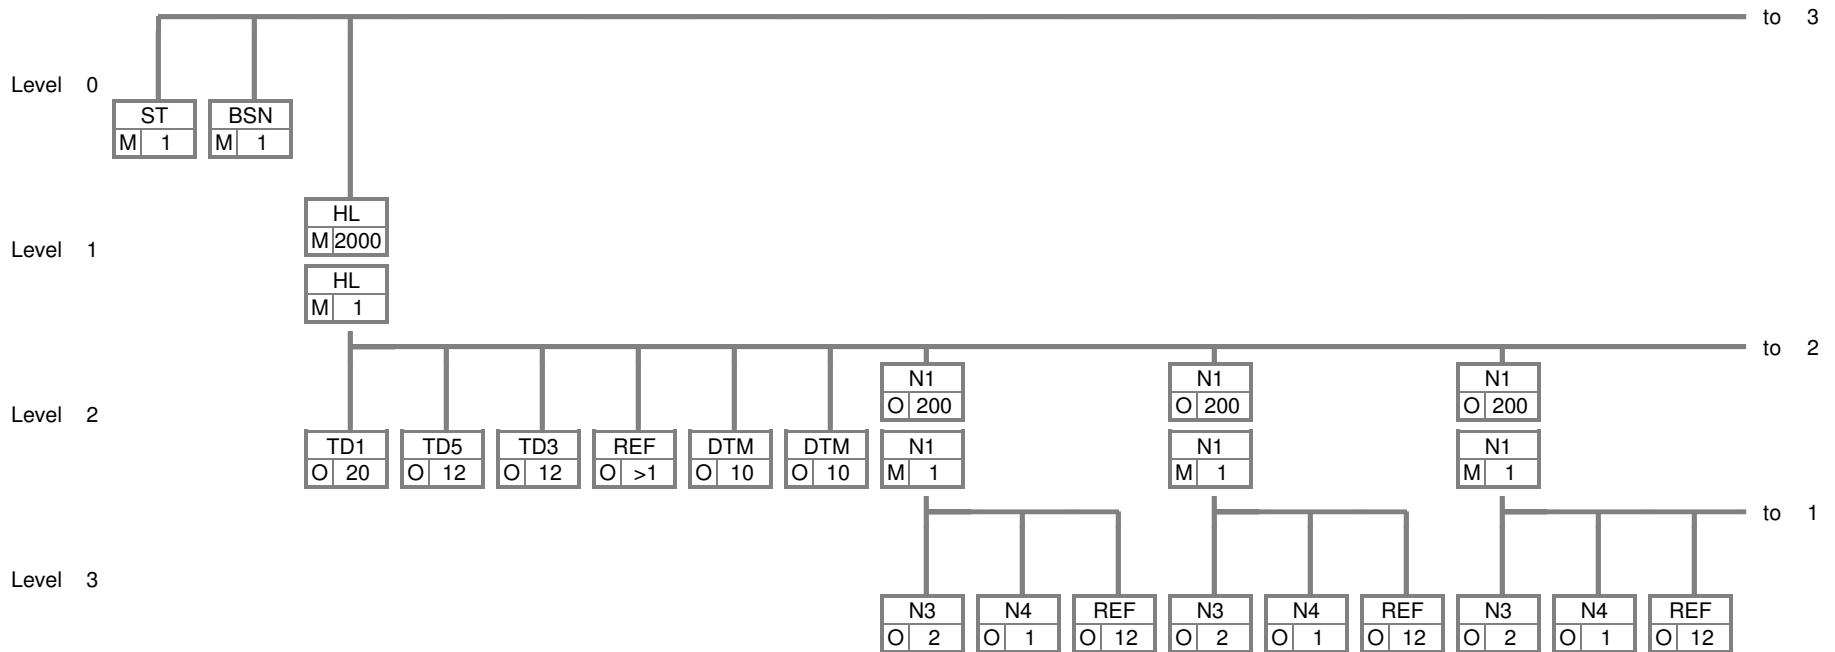 to 3
Level 0
ST BSN
M 1 M 1
HL
M 2000
Level 1
HL
M 1
to 2
N1 N1 N1
O 200 O 200 O 200
Level 2
TD1 TD5 TD3 REF DTM DTM N1 N1 N1
O 20 O 12 O 12 O >1 O 10 O 10 M 1 M 1 M 1
to 1
Level 3
N3 N4 REF N3 N4 REF N3 N4 REF
O 2 O 1 O 12 O 2 O 1 O 12 O 2 O 1 O 12